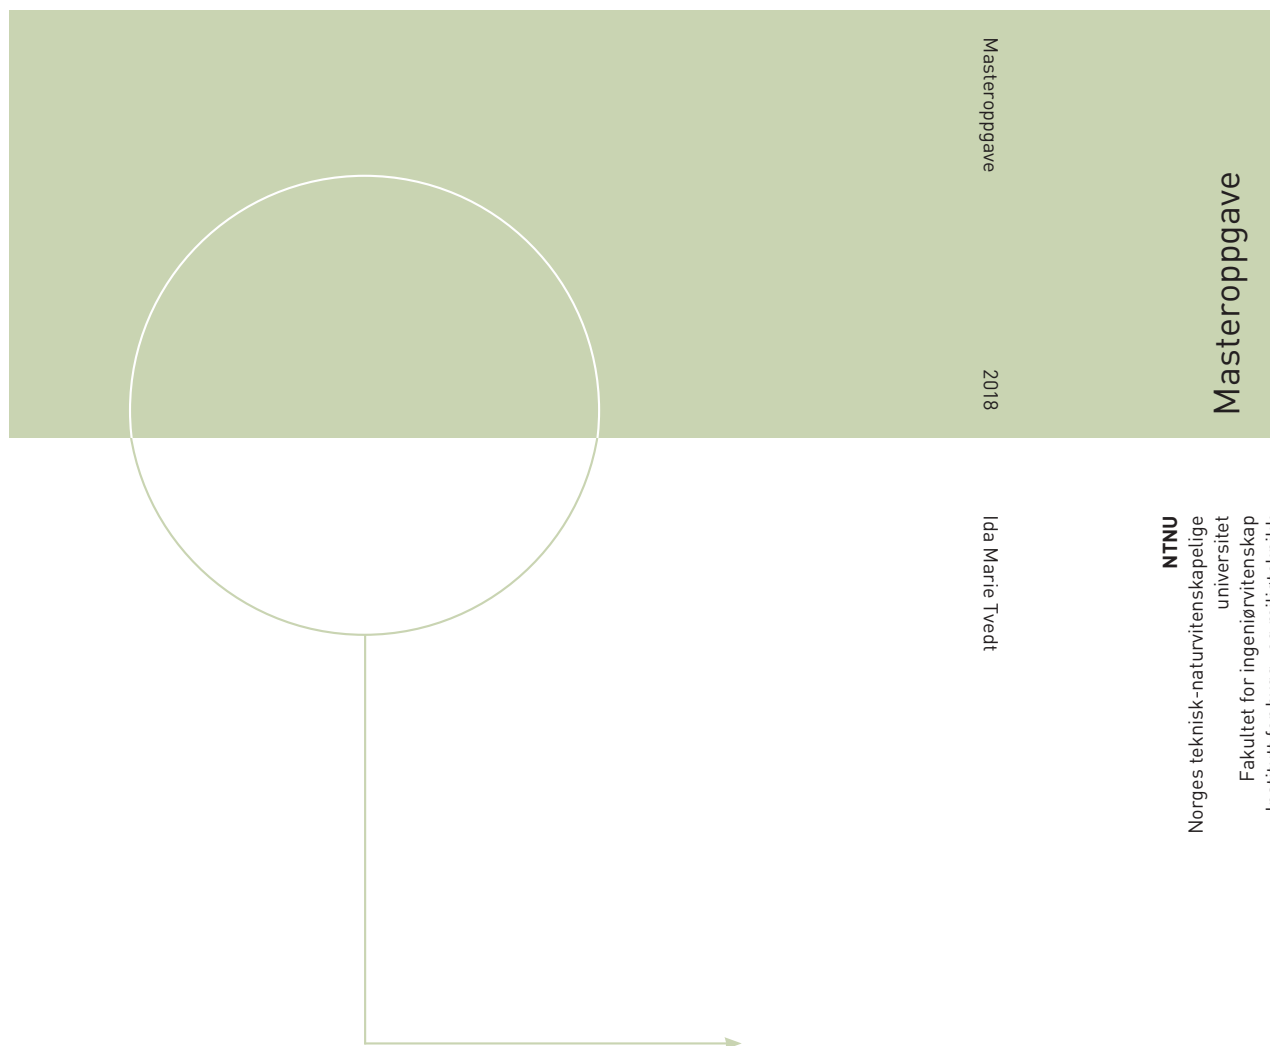 Masteroppgave
2018
Ida Marie Tvedt
Masteroppgave
NTNU
Norges teknisk-naturvitenskapelige
universitet
Fakultet for ingeniørvitenskap